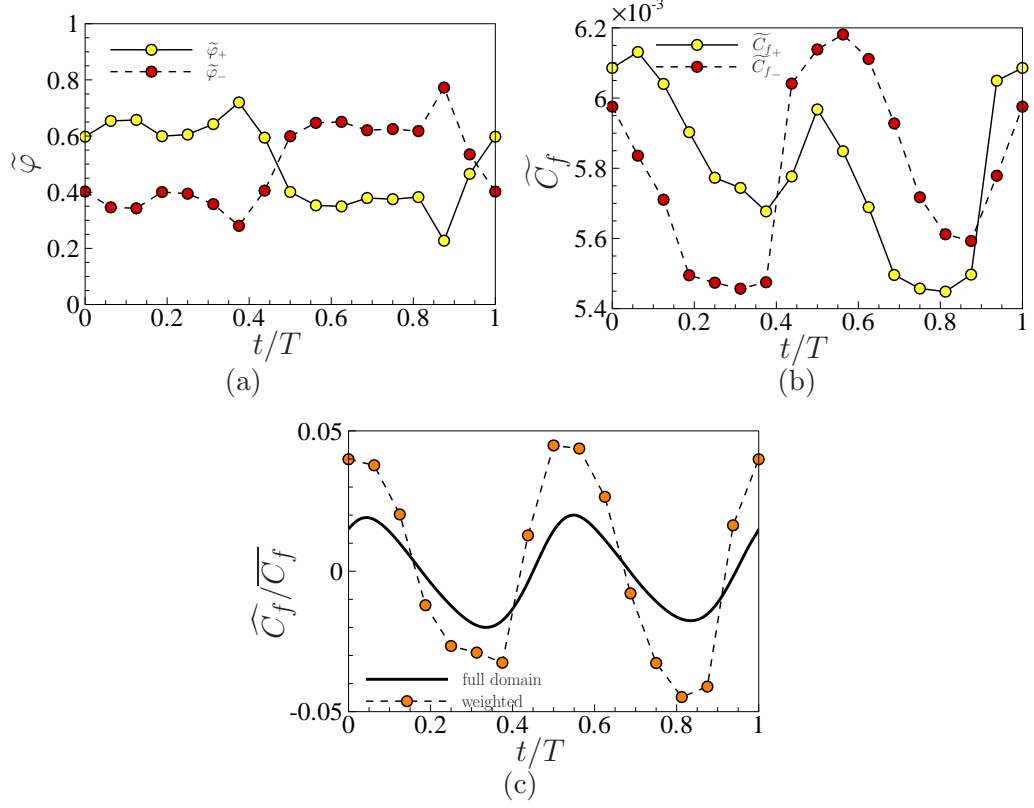 1
0.8
0.6
0.4
0.2
0
φ̃₊
φ̃₋
φ̃
0 0.2 0.4 0.6 0.8 1
t/T
(a)
×10⁻³
6.2
6
5.8
5.6
5.4
C̃f₊
C̃f₋
C̃f
0 0.2 0.4 0.6 0.8 1
t/T
(b)
0.05
0
-0.05
Ĉf/C̅f
full domain
weighted
0 0.2 0.4 0.6 0.8 1
t/T
(c)